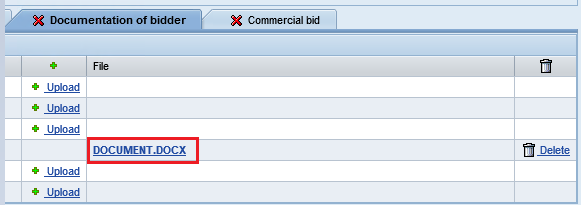 Documentation of bidder
Commercial bid
File
Upload
Upload
Upload
DOCUMENT.DOCX
Delete
Upload
Upload